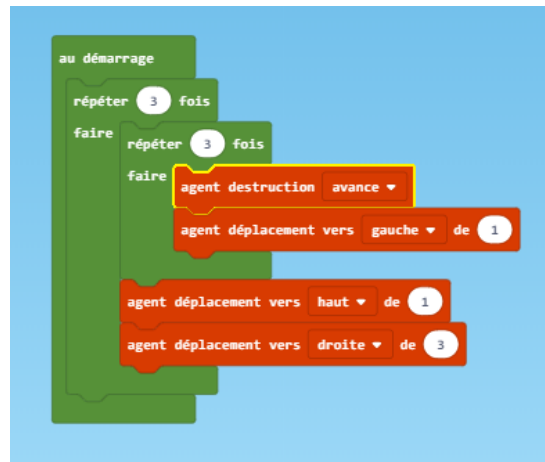 au démarrage
répéter 3 fois
faire
répéter 3 fois
faire
agent destruction avance
agent déplacement vers gauche de 1
agent déplacement vers haut de 1
agent déplacement vers droite de 3